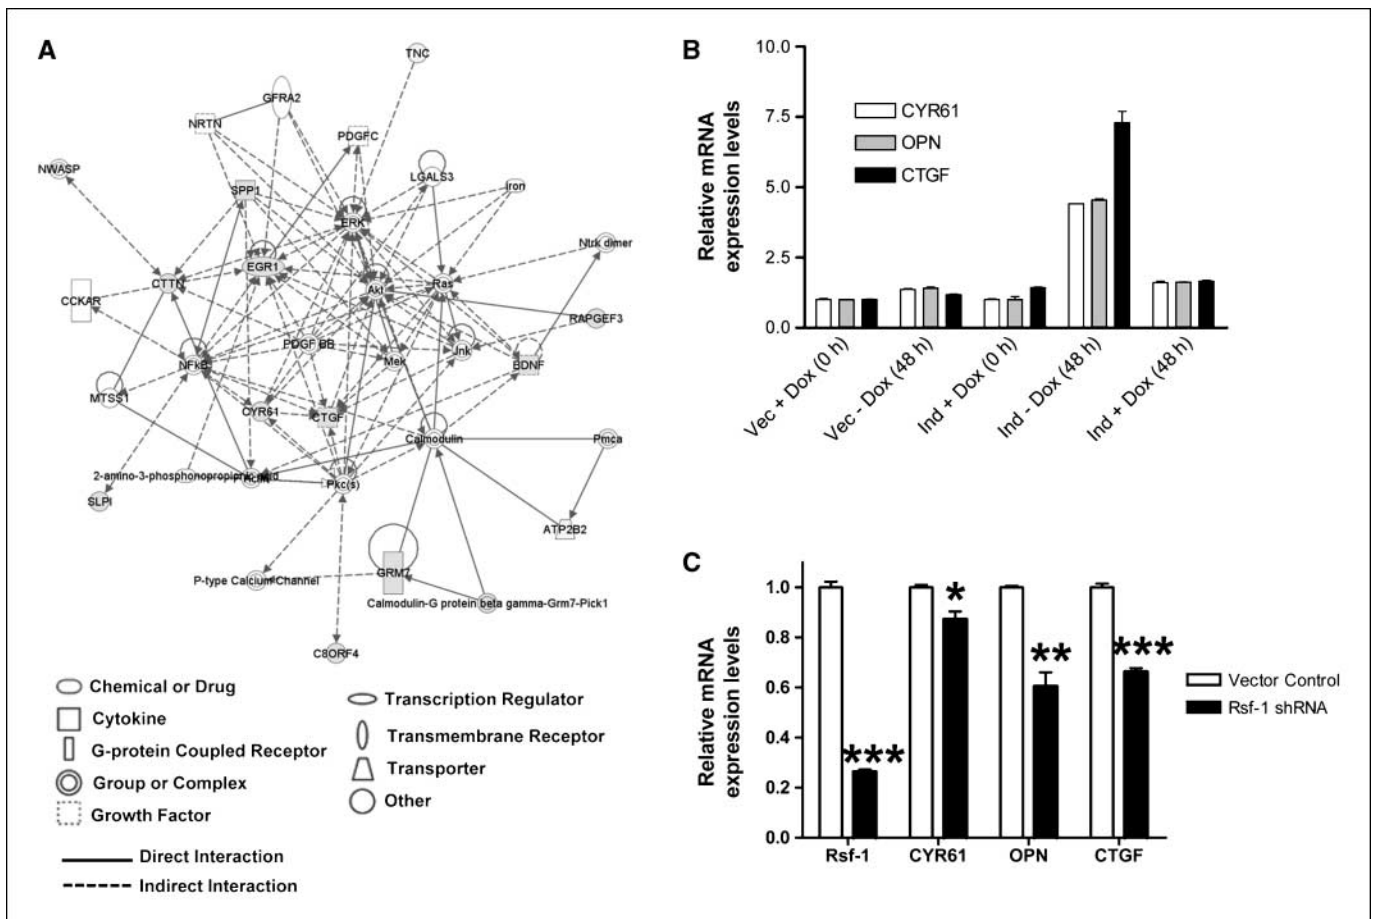 A
TNC
GFRA2
NRTN
PDGFC
NWASP
LGALS3
SPP1
iron
ERK
Ntrk dimer
EGR1
CTTN
Akt
Ras
CCKAR
RAPGEF3
PDGF BB
Jnk
NFkB
Mek
BDNF
MTSS1
CYR61
CTGF
Calmodulin
Pmca
Pkc(s)
SLPI
ATP2B2
P-type Calcium Channel
GRM7
Calmodulin-G protein beta gamma-Grm7-Pick1
C8ORF4
Chemical or Drug
Cytokine
G-protein Coupled Receptor
Group or Complex
Growth Factor
Transcription Regulator
Transmembrane Receptor
Transporter
Other
Direct Interaction
Indirect Interaction
B
Relative mRNA
expression levels
10.0
7.5
5.0
2.5
0.0
CYR61
OPN
CTGF
Vec + Dox (0 h)
Vec - Dox (48 h)
Ind + Dox (0 h)
Ind - Dox (48 h)
Ind + Dox (48 h)
C
Relative mRNA
expression levels
1.0
0.8
0.6
0.4
0.2
0.0
***
*
**
***
Rsf-1
CYR61
OPN
CTGF
Vector Control
Rsf-1 shRNA